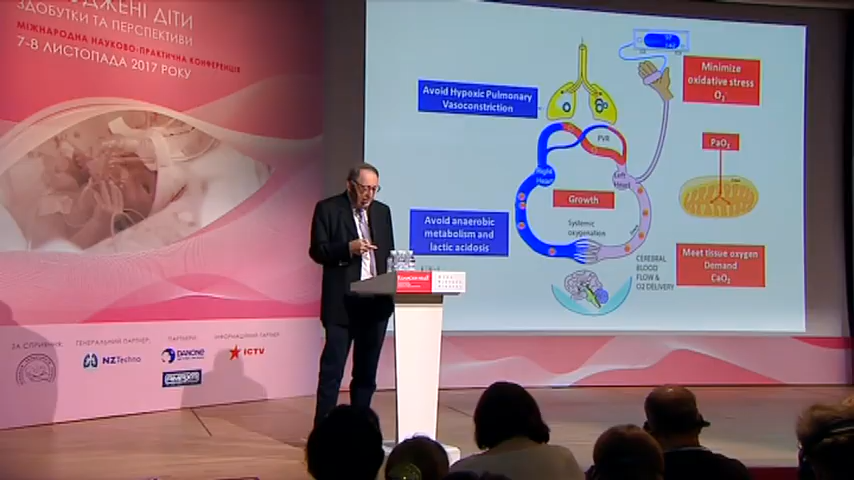 ДЖЕНІ ДІТИ
ЗДОБУТКИ ТА ПЕРСПЕКТИВИ
МІЖНАРОДНА НАУКОВО-ПРАКТИЧНА КОНФЕРЕНЦІЯ
7-8 ЛИСТОПАДА 2017 РОКУ
ЗА СПРИЯННЯ:
ГЕНЕРАЛЬНИЙ ПАРТНЕР:
ПАРТНЕРИ:
ІНФОРМАЦІЙНИЙ ПАРТНЕР:
NZTechno
DANONE
ICTV
Avoid Hypoxic Pulmonary
Vasoconstriction
Minimize
oxidative stress
O₂⁻
PVR
PaO₂
Right
Heart
Left
Heart
Growth
Avoid anaerobic
metabolism and
lactic acidosis
Systemic
oxygenation
Meet tissue oxygen
Demand
CaO₂
CEREBRAL
BLOOD
FLOW &
O2 DELIVERY